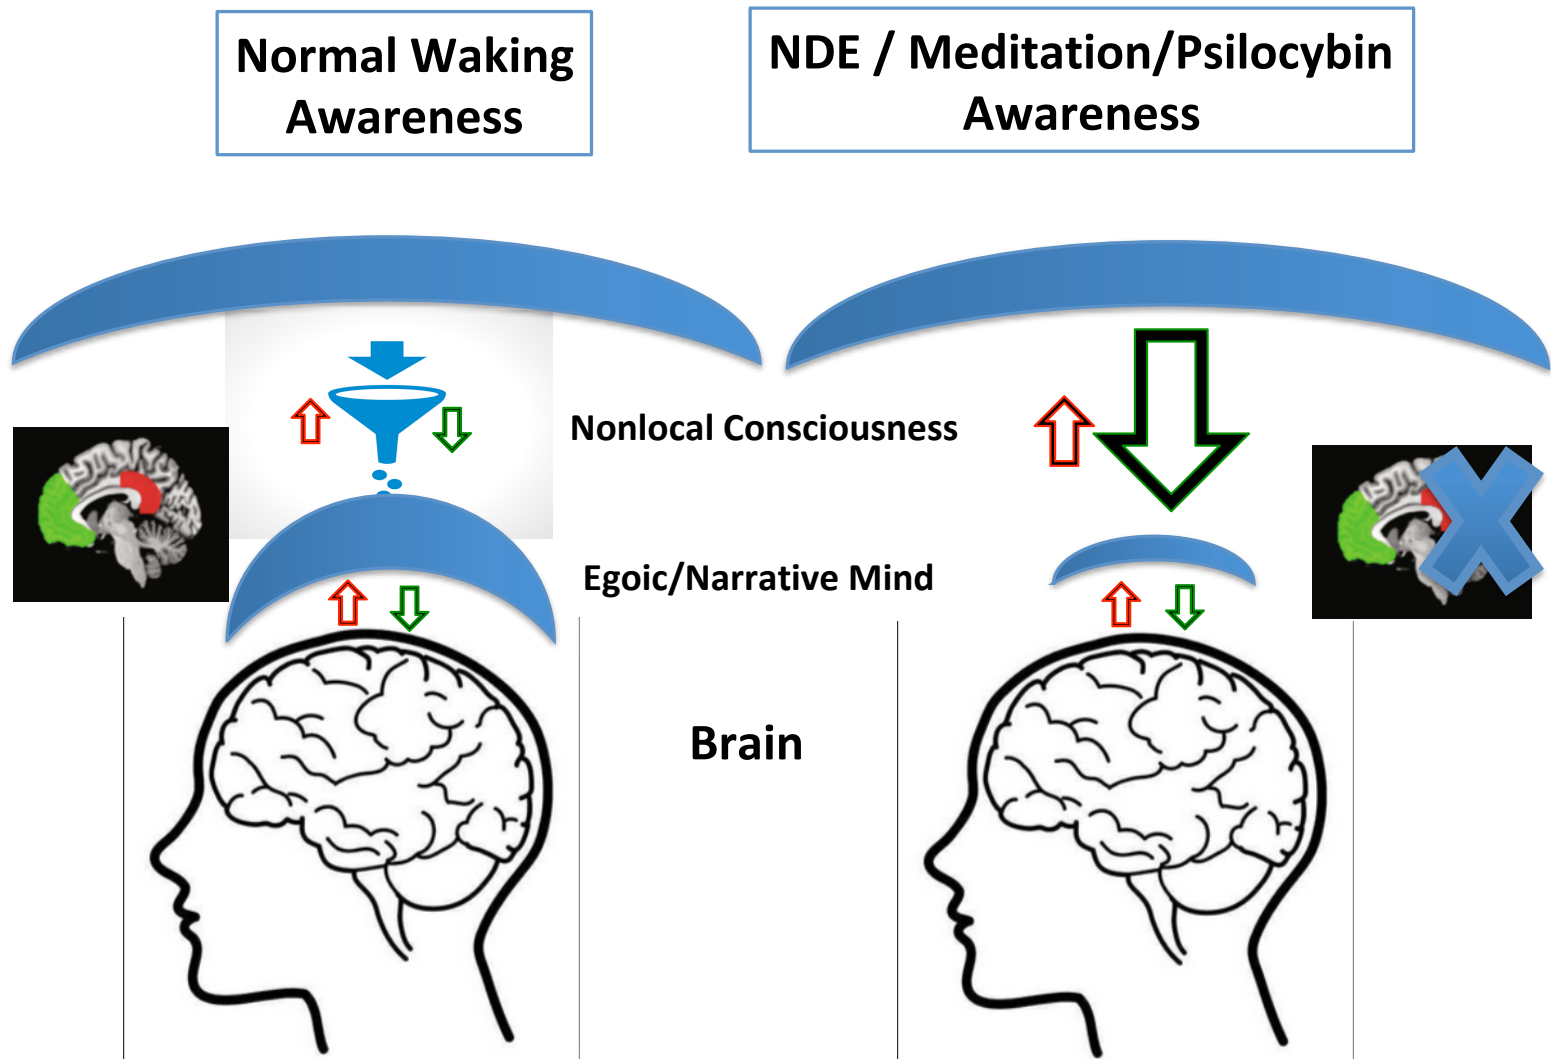 Normal Waking
Awareness
NDE / Meditation/Psilocybin
Awareness
Nonlocal Consciousness
Egoic/Narrative Mind
Brain